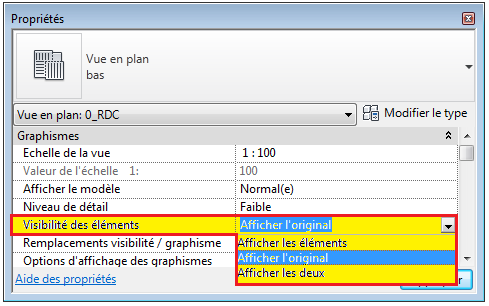 Propriétés
Vue en plan
bas
Vue en plan: 0_RDC
Modifier le type
Graphismes
Echelle de la vue 1 : 100
Valeur de l'échelle 1: 100
Afficher le modèle Normal(e)
Niveau de détail Faible
Visibilité des éléments Afficher l'original
Remplacements visibilité / graphisme Afficher les éléments
Options d'affichage des graphismes Afficher l'original
Aide des propriétés Afficher les deux